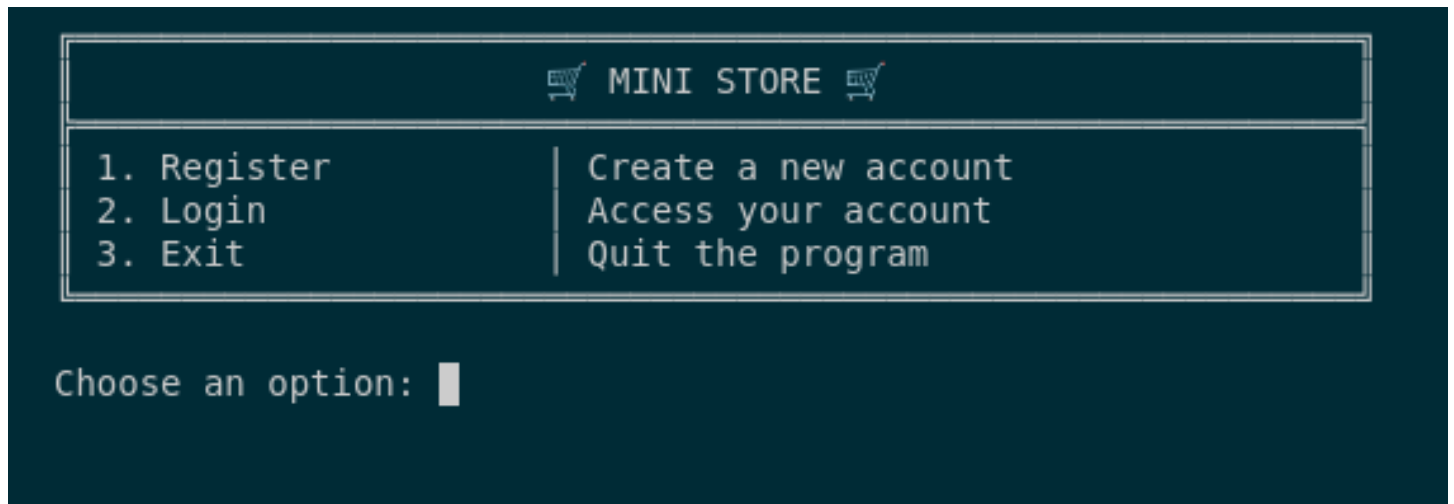 🛒 MINI STORE 🛒
1. Register | Create a new account
2. Login | Access your account
3. Exit | Quit the program
Choose an option: